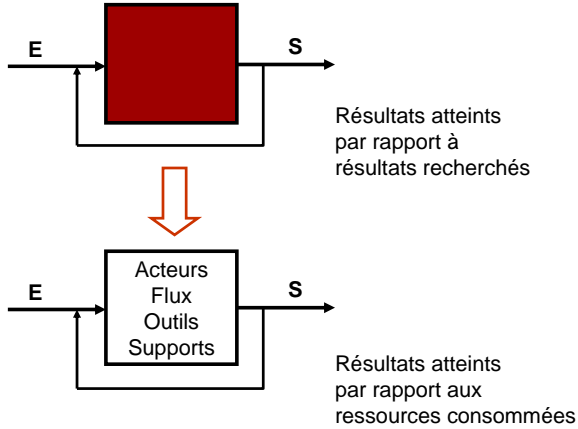 E
S
Résultats atteints
par rapport à
résultats recherchés
E
Acteurs
Flux
Outils
Supports
S
Résultats atteints
par rapport aux
ressources consommées